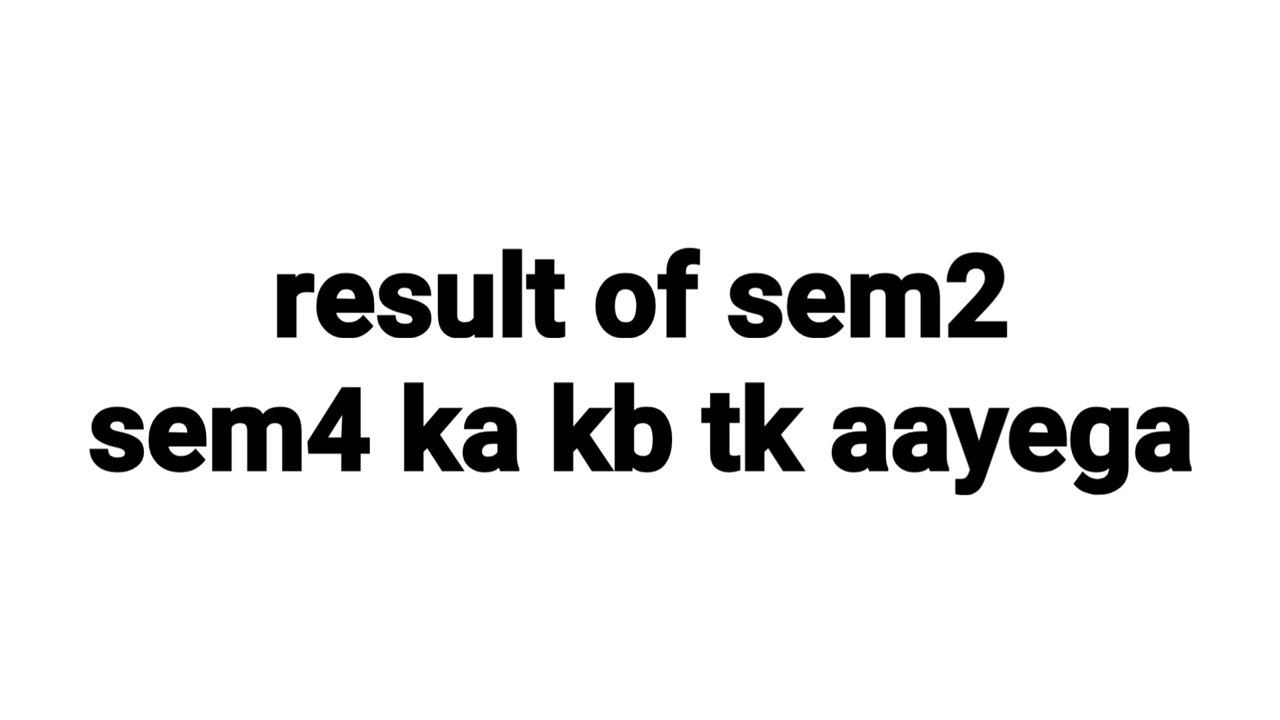 result of sem2
sem4 ka kb tk aayega